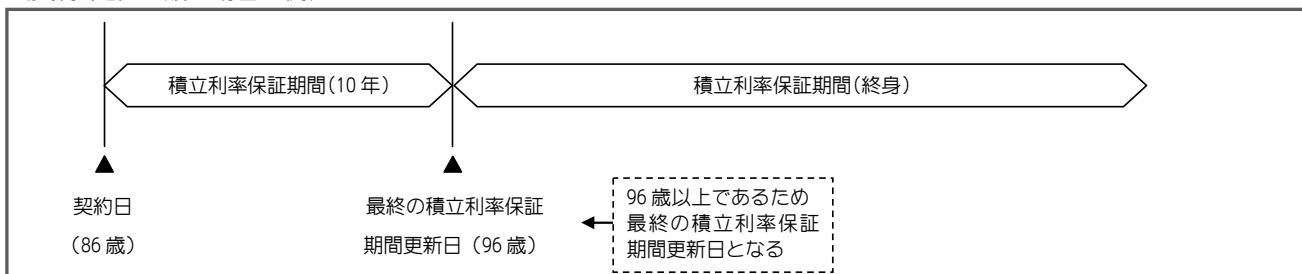 積立利率保証期間(10年)
積立利率保証期間(終身)
契約日
(86歳)
最終の積立利率保証
期間更新日(96歳)
96歳以上であるため
最終の積立利率保証
期間更新日となる